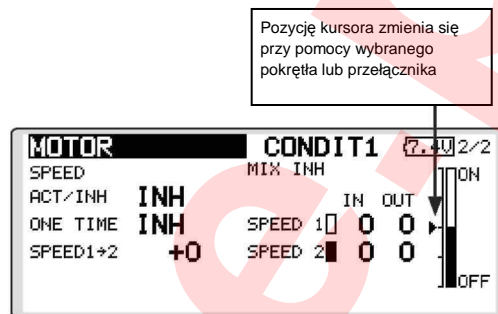 Pozycję kursora zmienia się
przy pomocy wybranego
pokrętła lub przełącznika
MOTOR CONDIT1 7.4V 2/2
SPEED MIX INH ON
ACT/INH INH IN OUT
ONE TIME INH SPEED 1 0 0
SPEED1→2 +0 SPEED 2 0 0
OFF